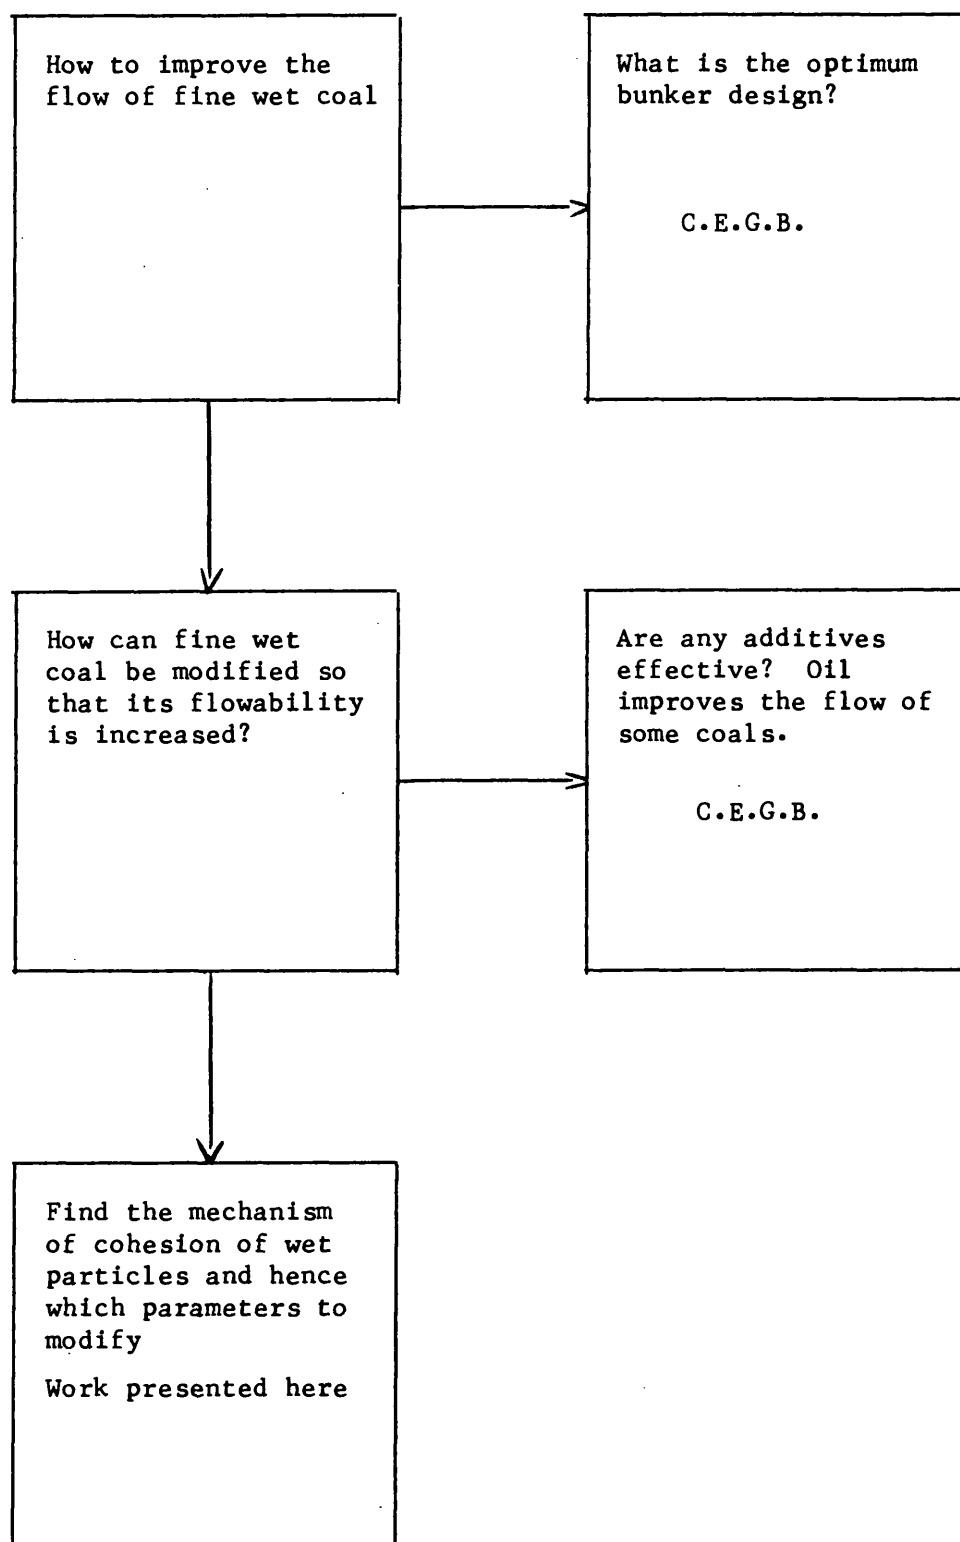 How to improve the
flow of fine wet coal
What is the optimum
bunker design?
C.E.G.B.
How can fine wet
coal be modified so
that its flowability
is increased?
Are any additives
effective? Oil
improves the flow of
some coals.
C.E.G.B.
Find the mechanism
of cohesion of wet
particles and hence
which parameters to
modify
Work presented here